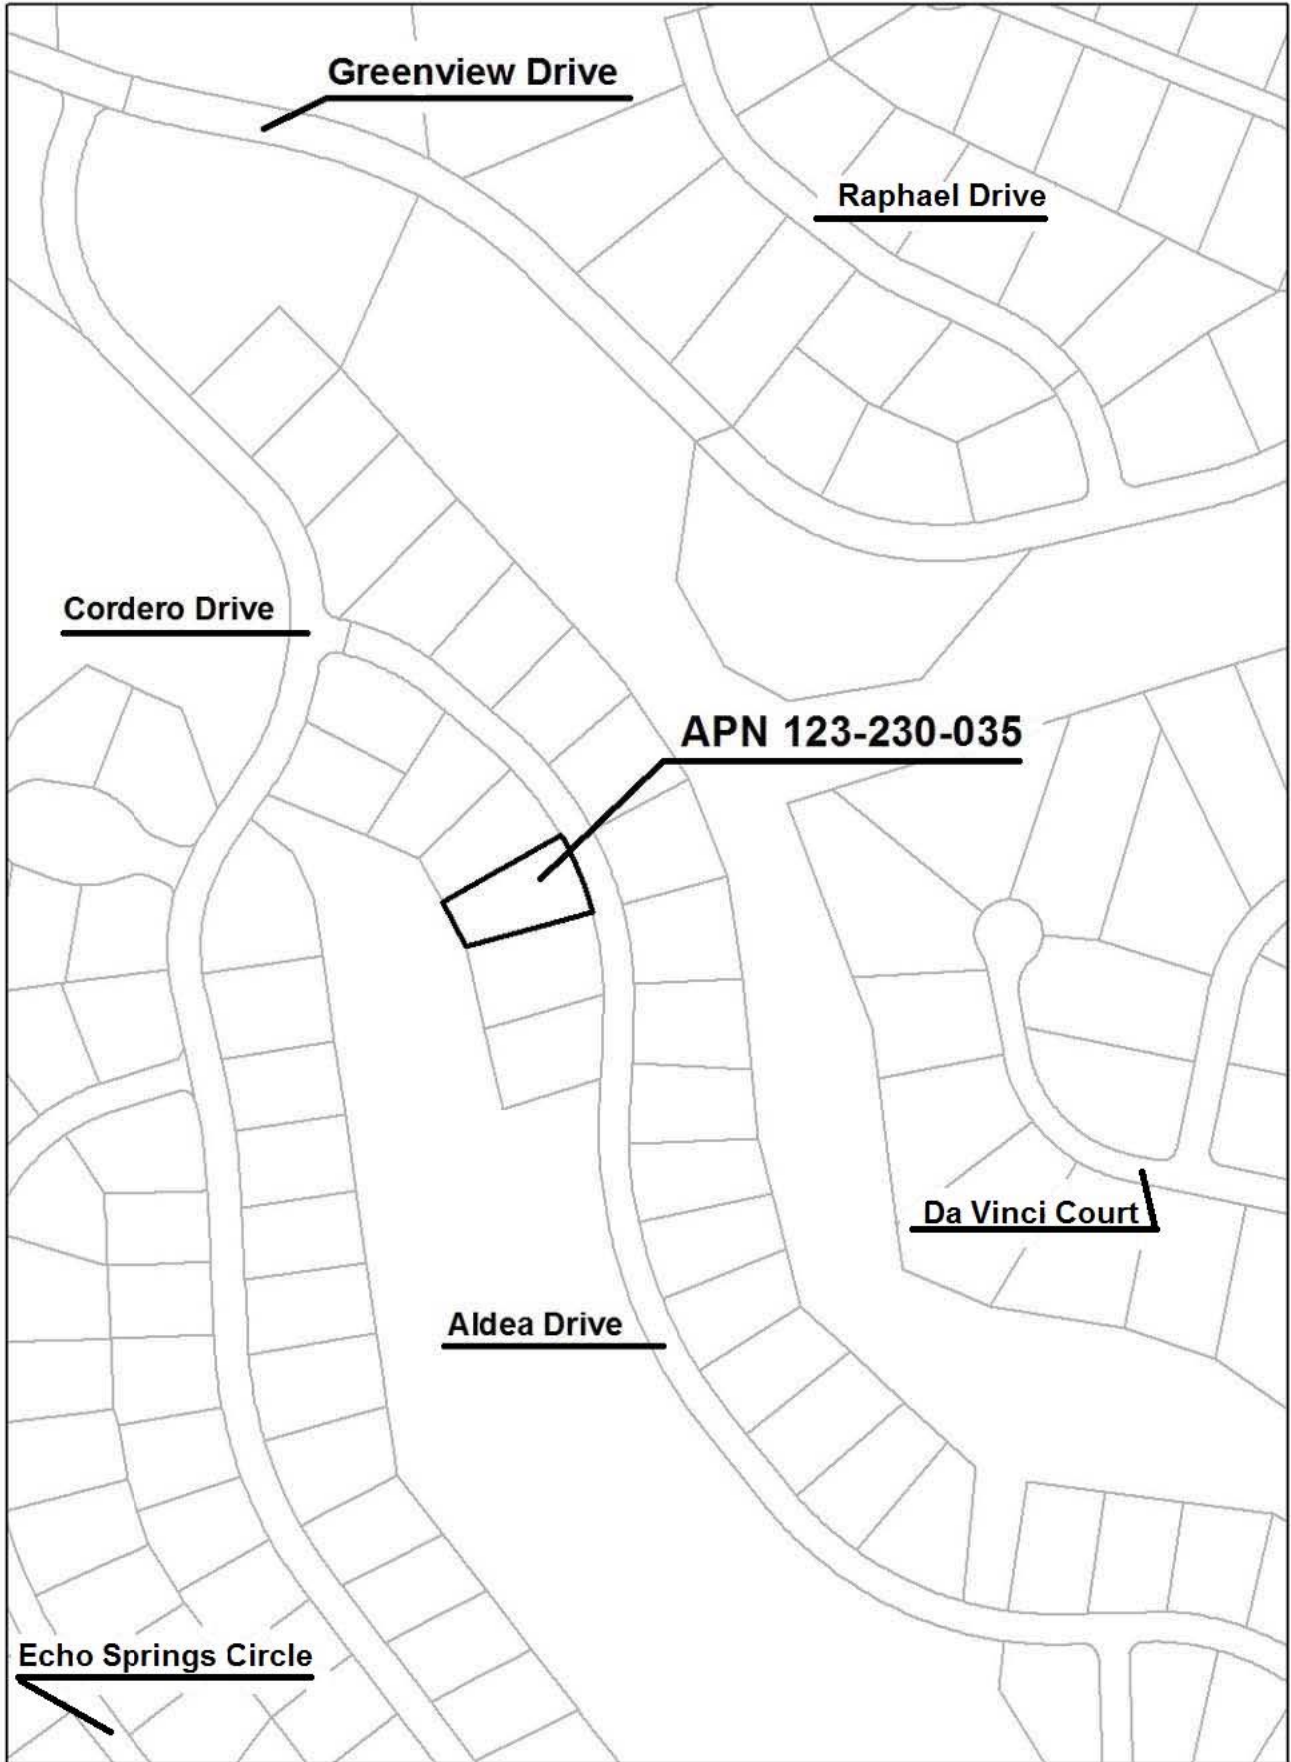 Greenview Drive
Raphael Drive
Cordero Drive
APN 123-230-035
Da Vinci Court
Aldea Drive
Echo Springs Circle